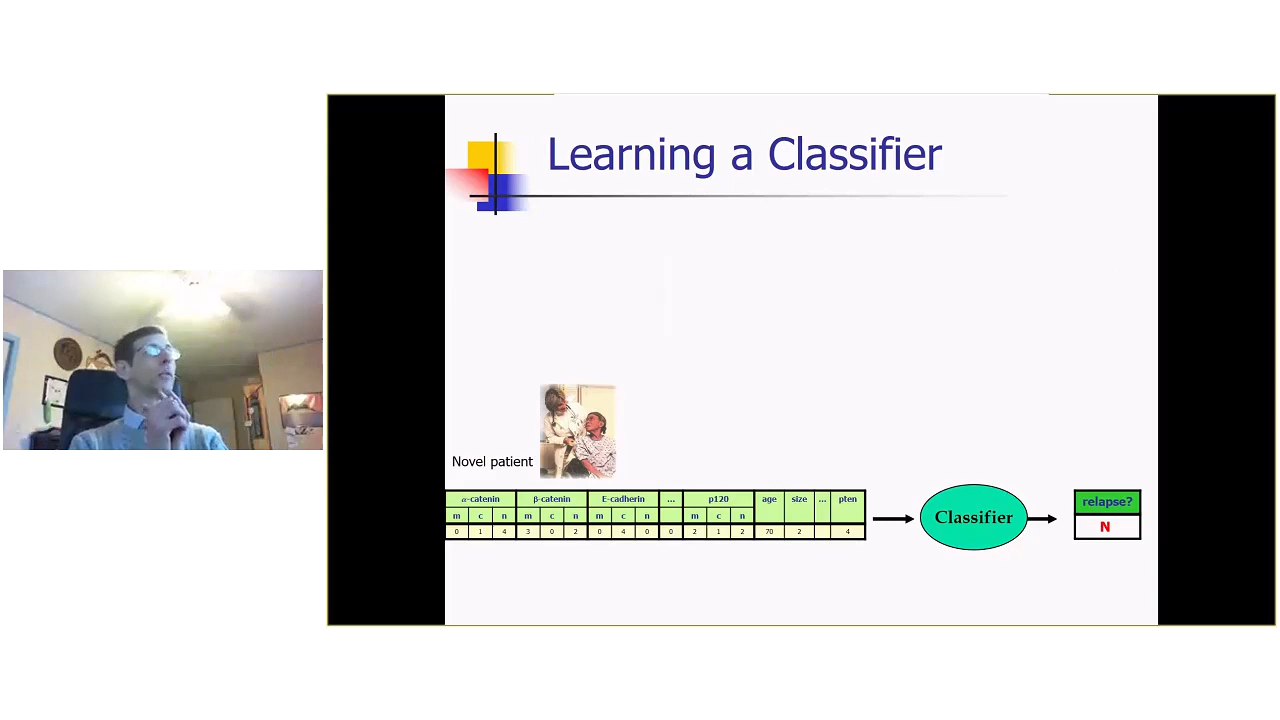 Learning a Classifier
Novel patient
α-catenin β-catenin E-cadherin ... p120 age size ... pten
m c n m c n m c n m c n
0 1 4 3 0 2 0 4 0 0 2 1 2 70 2 4
Classifier
relapse?
N